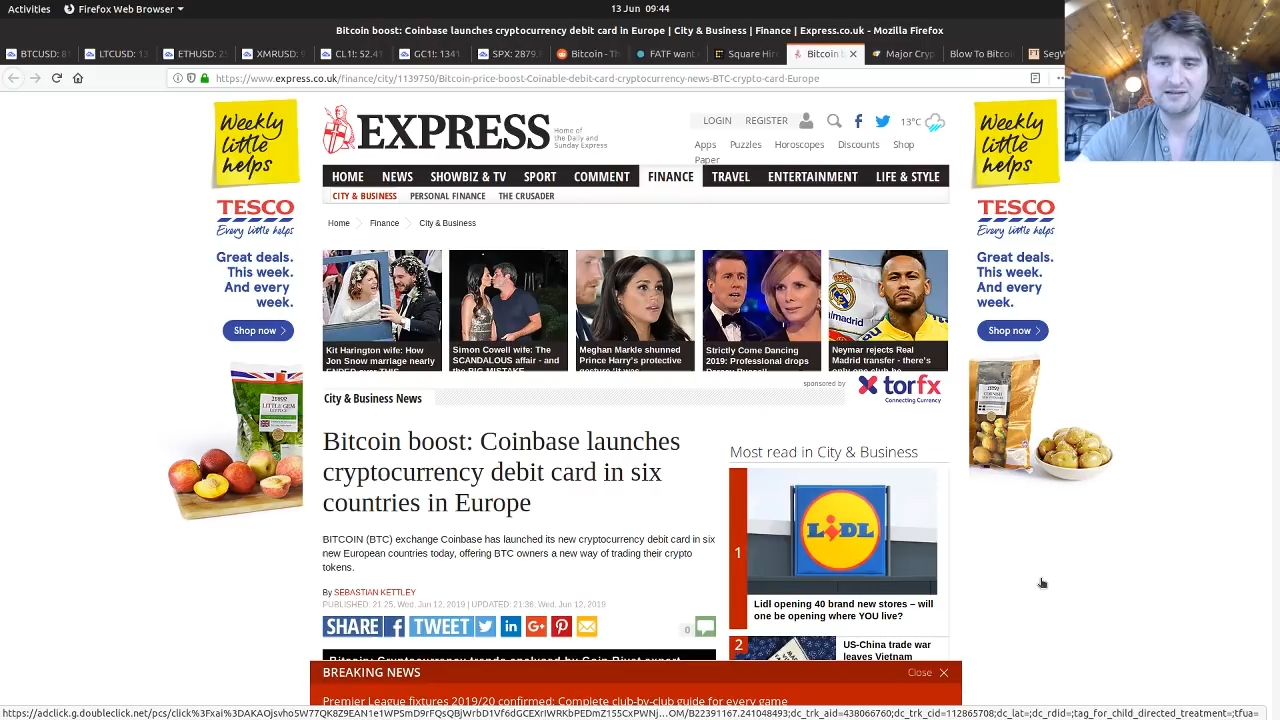 Activities
Firefox Web Browser
13 Jun 09:44
Bitcoin boost: Coinbase launches cryptocurrency debit card in Europe | City & Business | Finance | Express.co.uk - Mozilla Firefox
BTCUSD: 8
LTCUSD: 13
ETHUSD: 2
XMRUSD: 9
CL1!: 52.41
GC1!: 1341
SPX: 2879.
Bitcoin - Th
FATF want
Square Hire
Bitcoin b
Major Cryp
Blow To Bitcoi
SegW
https://www.express.co.uk/finance/city/1139750/Bitcoin-price-boost-Coinable-debit-card-cryptocurrency-news-BTC-crypto-card-Europe
Weekly
little
helps
TESCO
Every little helps
Great deals.
This week.
And every
week.
Shop now
EXPRESS
Home of
the Daily and
Sunday Express
LOGIN
REGISTER
13°C
Apps
Puzzles
Horoscopes
Discounts
Shop
Paper
HOME
NEWS
SHOWBIZ & TV
SPORT
COMMENT
FINANCE
TRAVEL
ENTERTAINMENT
LIFE & STYLE
CITY & BUSINESS
PERSONAL FINANCE
THE CRUSADER
Home
Finance
City & Business
Kit Harington wife: How
Jon Snow marriage nearly
ENDED over THIS
Simon Cowell wife: The
SCANDALOUS affair - and
the BIG MISTAKE
Meghan Markle shunned
Prince Harry's protective
gesture 'It was
Strictly Come Dancing
2019: Professional drops
Neymar rejects Real
Madrid transfer - there's
only one club he
sponsored by
torfx
Connecting Currency
City & Business News
Bitcoin boost: Coinbase launches
cryptocurrency debit card in six
countries in Europe
BITCOIN (BTC) exchange Coinbase has launched its new cryptocurrency debit card in six
new European countries today, offering BTC owners a new way of trading their crypto
tokens.
By SEBASTIAN KETTLEY
PUBLISHED: 21:25, Wed, Jun 12, 2019 | UPDATED: 21:36, Wed, Jun 12, 2019
SHARE
TWEET
0
Bitcoin: Cryptocurrency trends analysed by Coin Rivet expert
Most read in City & Business
1
LIDL
Lidl opening 40 brand new stores – will
one be opening where YOU live?
2
US-China trade war
leaves Vietnam
Weekly
little
helps
TESCO
Every little helps
Great deals.
This week.
And every
week.
Shop now
BREAKING NEWS
Close
Premier League fixtures 2019/20 confirmed: Complete club-by-club guide for every game